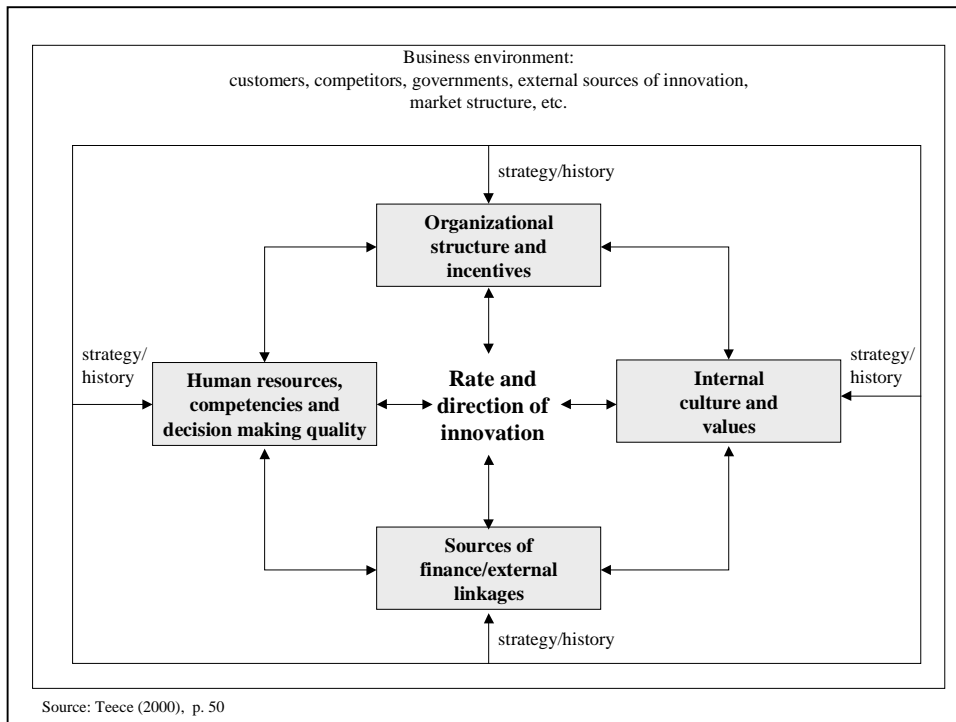 Business environment:
customers, competitors, governments, external sources of innovation,
market structure, etc.
strategy/history
Organizational
structure and
incentives
strategy/
history
Human resources,
competencies and
decision making quality
Rate and
direction of
innovation
Internal
culture and
values
strategy/
history
Sources of
finance/external
linkages
strategy/history
Source: Teece (2000), p. 50